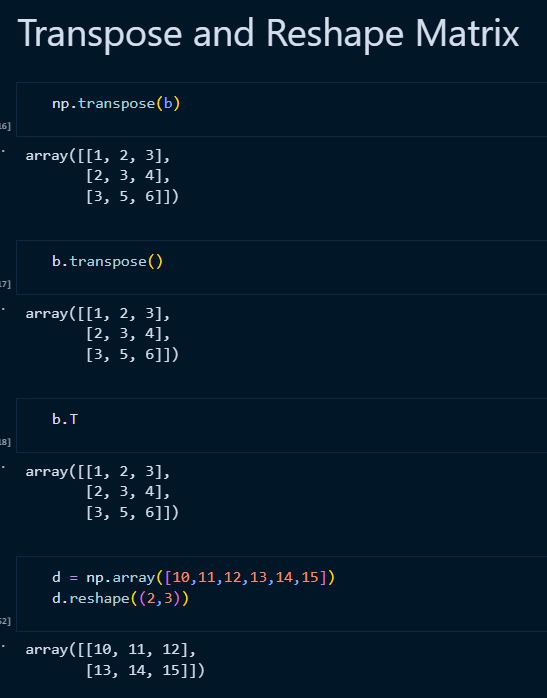 Transpose and Reshape Matrix
np.transpose(b)
16]
array([[1, 2, 3],
[2, 3, 4],
[3, 5, 6]])
b.transpose()
17]
array([[1, 2, 3],
[2, 3, 4],
[3, 5, 6]])
b.T
18]
array([[1, 2, 3],
[2, 3, 4],
[3, 5, 6]])
d = np.array([10,11,12,13,14,15])
d.reshape((2,3))
52]
array([[10, 11, 12],
[13, 14, 15]])